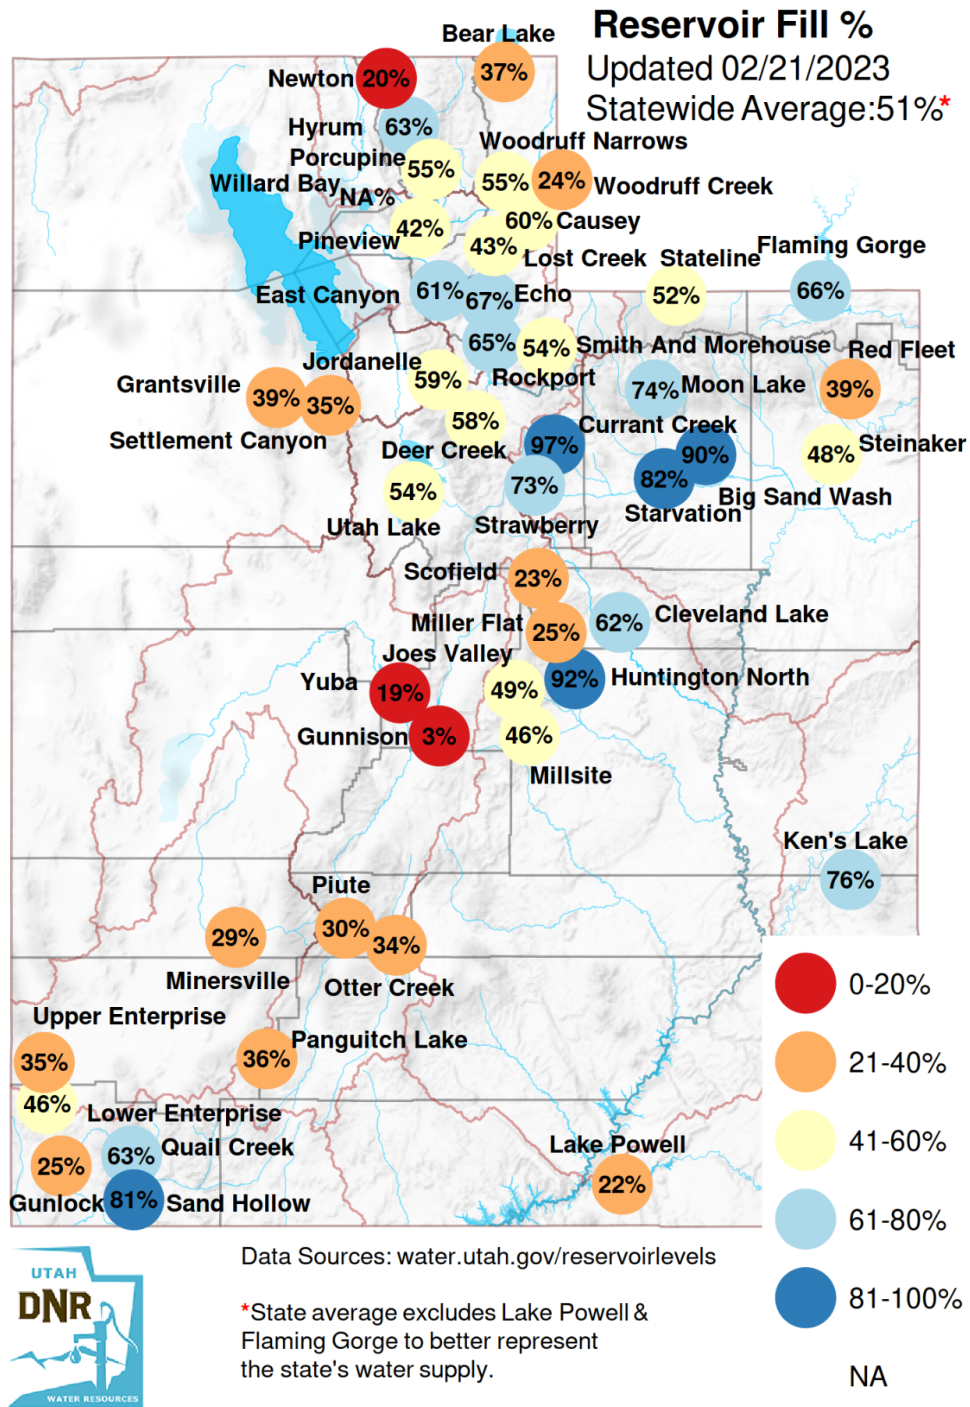 Reservoir Fill %
Updated 02/21/2023
Statewide Average:51%*
Bear Lake
37%
Newton 20%
Hyrum 63%
Woodruff Narrows
55%
Porcupine 55%
24% Woodruff Creek
Willard Bay
NA%
60% Causey
Pineview 42%
43% Lost Creek
Stateline
52%
Flaming Gorge
66%
East Canyon 61%
67% Echo
65%
Rockport
54% Smith And Morehouse
Jordanelle
59%
Red Fleet
39%
Grantsville 39%
35%
Settlement Canyon
74% Moon Lake
58%
Deer Creek
Currant Creek
97%
90%
Big Sand Wash
82%
Starvation
48% Steinaker
73%
Strawberry
54%
Utah Lake
Scofield 23%
Miller Flat 25%
62% Cleveland Lake
Joes Valley
49%
92% Huntington North
Yuba 19%
Gunnison 3%
46%
Millsite
Ken's Lake
76%
Piute
30%
34%
Otter Creek
29%
Minersville
Upper Enterprise
35%
36% Panguitch Lake
46% Lower Enterprise
63% Quail Creek
25%
Gunlock
81% Sand Hollow
Lake Powell
22%
0-20%
21-40%
41-60%
61-80%
81-100%
NA
UTAH
DNR
WATER RESOURCES
Data Sources: water.utah.gov/reservoirlevels
*State average excludes Lake Powell &
Flaming Gorge to better represent
the state's water supply.